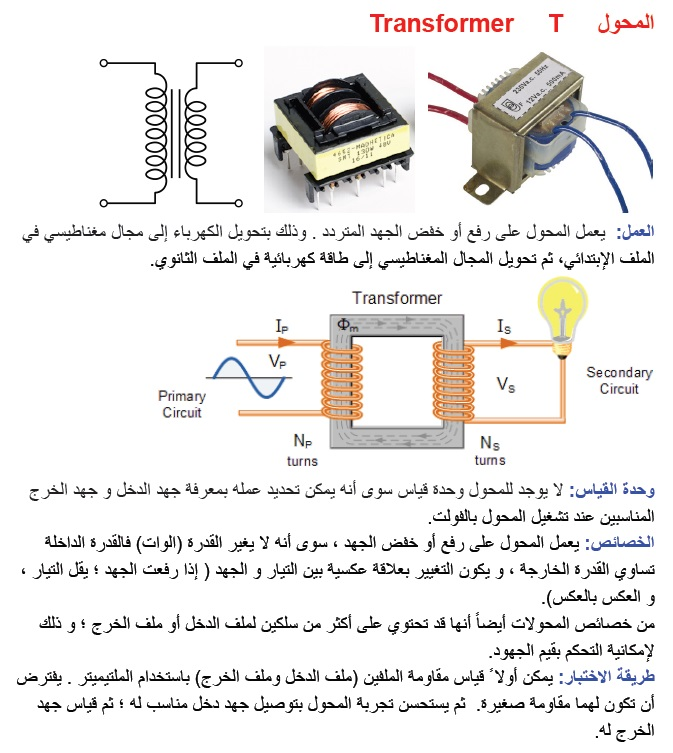 المحول Transformer T
230Va.c. 50Hz
12Va.c. 500mA
16/11
العمل: يعمل المحول على رفع أو خفض الجهد المتردد . وذلك بتحويل الكهرباء إلى مجال مغناطيسي في
الملف الإبتدائي، ثم تحويل المجال المغناطيسي إلى طاقة كهربائية في الملف الثانوي.
Transformer
IP
Φm
IS
VP
VS
Primary
Circuit
Secondary
Circuit
NP
turns
NS
turns
وحدة القياس: لا يوجد للمحول وحدة قياس سوى أنه يمكن تحديد عمله بمعرفة جهد الدخل و جهد الخرج
المناسبين عند تشغيل المحول بالفولت.
الخصائص: يعمل المحول على رفع أو خفض الجهد ، سوى أنه لا يغير القدرة (الوات) فالقدرة الداخلة
تساوي القدرة الخارجة ، و يكون التغيير بعلاقة عكسية بين التيار و الجهد ( إذا رفعت الجهد ؛ يقل التيار ،
و العكس بالعكس).
من خصائص المحولات أيضاً أنها قد تحتوي على أكثر من سلكين لملف الدخل أو ملف الخرج ؛ و ذلك
لإمكانية التحكم بقيم الجهود.
طريقة الاختبار: يمكن أولاً قياس مقاومة الملفين (ملف الدخل وملف الخرج) باستخدام الملتيميتر . يفترض
أن تكون لهما مقاومة صغيرة. ثم يستحسن تجربة المحول بتوصيل جهد دخل مناسب له ؛ ثم قياس جهد
الخرج له.